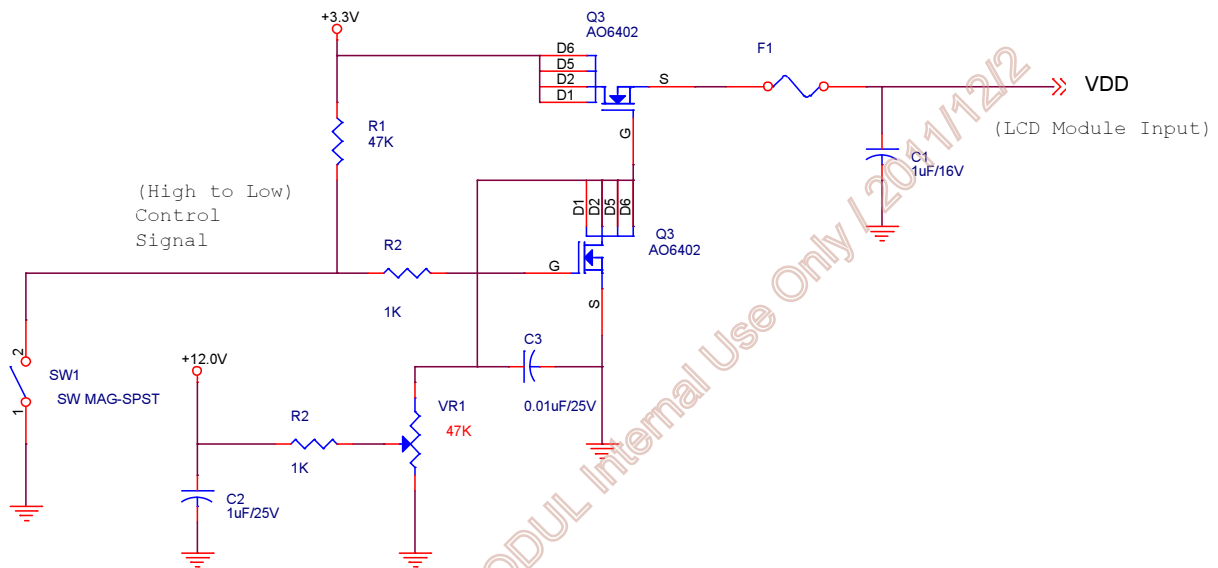 +3.3V
Q3
AO6402
D6
D5
D2
D1
S
G
F1
VDD
(LCD Module Input)
R1
47K
C1
1uF/16V
(High to Low)
Control
Signal
D1
D2
D5
D6
Q3
AO6402
R2
1K
G
S
2
1
SW1
SW MAG-SPST
+12.0V
C3
0.01uF/25V
R2
1K
VR1
47K
C2
1uF/25V
ODUL Internal Use Only / 2011/12/2